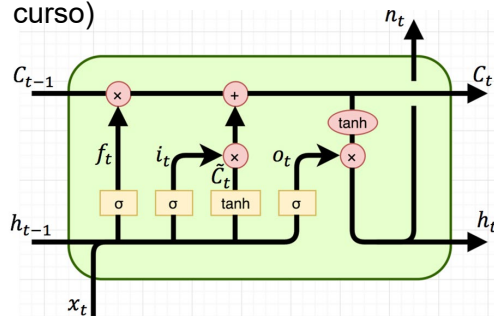 curso)
n_t
C_{t-1}
C_t
×
+
tanh
f_t
i_t
×
o_t
×
C̃_t
σ
σ
tanh
σ
h_{t-1}
h_t
x_t